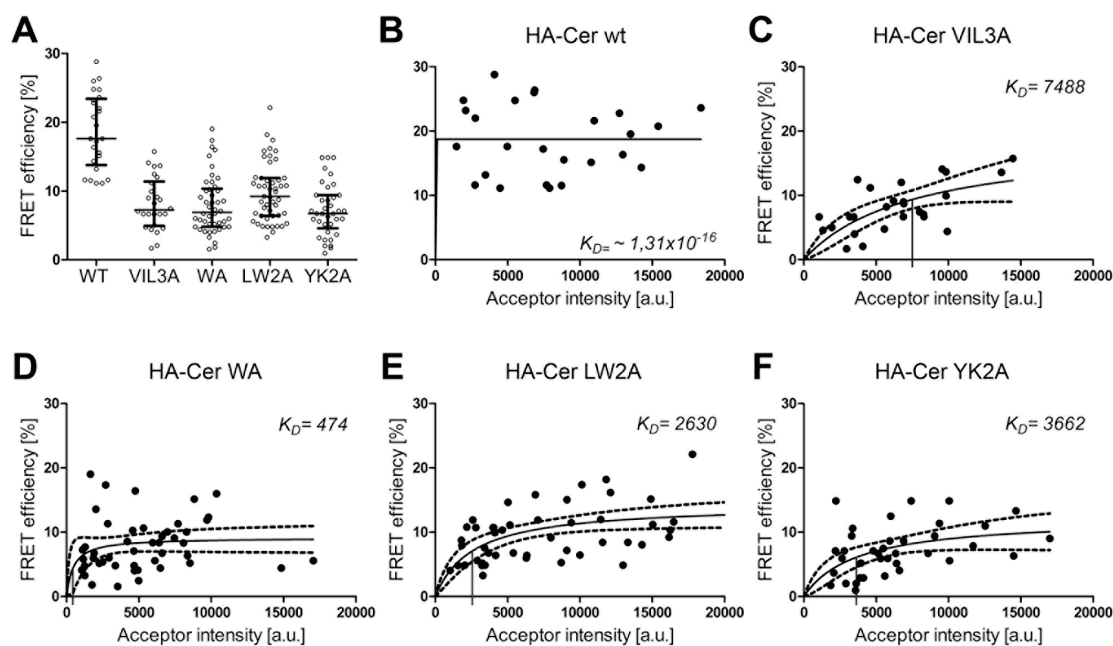 A
FRET efficiency [%]
30
20
10
0
WT VIL3A WA LW2A YK2A
B
HA-Cer wt
30
20
10
0
0 5000 10000 15000 20000
Acceptor intensity [a.u.]
K_D= ~ 1,31x10^-16
C
HA-Cer VIL3A
FRET efficiency [%]
30
20
10
0
0 5000 10000 15000 20000
Acceptor intensity [a.u.]
K_D= 7488
D
HA-Cer WA
FRET efficiency [%]
30
20
10
0
0 5000 10000 15000 20000
Acceptor intensity [a.u.]
K_D= 474
E
HA-Cer LW2A
30
20
10
0
0 5000 10000 15000 20000
Acceptor intensity [a.u.]
K_D= 2630
F
HA-Cer YK2A
FRET efficiency [%]
30
20
10
0
0 5000 10000 15000 20000
Acceptor intensity [a.u.]
K_D= 3662